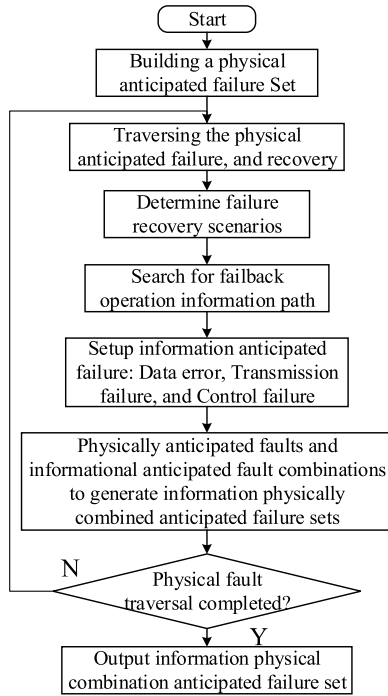 Start
Building a physical
anticipated failure Set
Traversing the physical
anticipated failure, and recovery
Determine failure
recovery scenarios
Search for failback
operation information path
Setup information anticipated
failure: Data error, Transmission
failure, and Control failure
Physically anticipated faults and
informational anticipated fault combinations
to generate information physically
combined anticipated failure sets
N
Physical fault
traversal completed?
Y
Output information physical
combination anticipated failure set